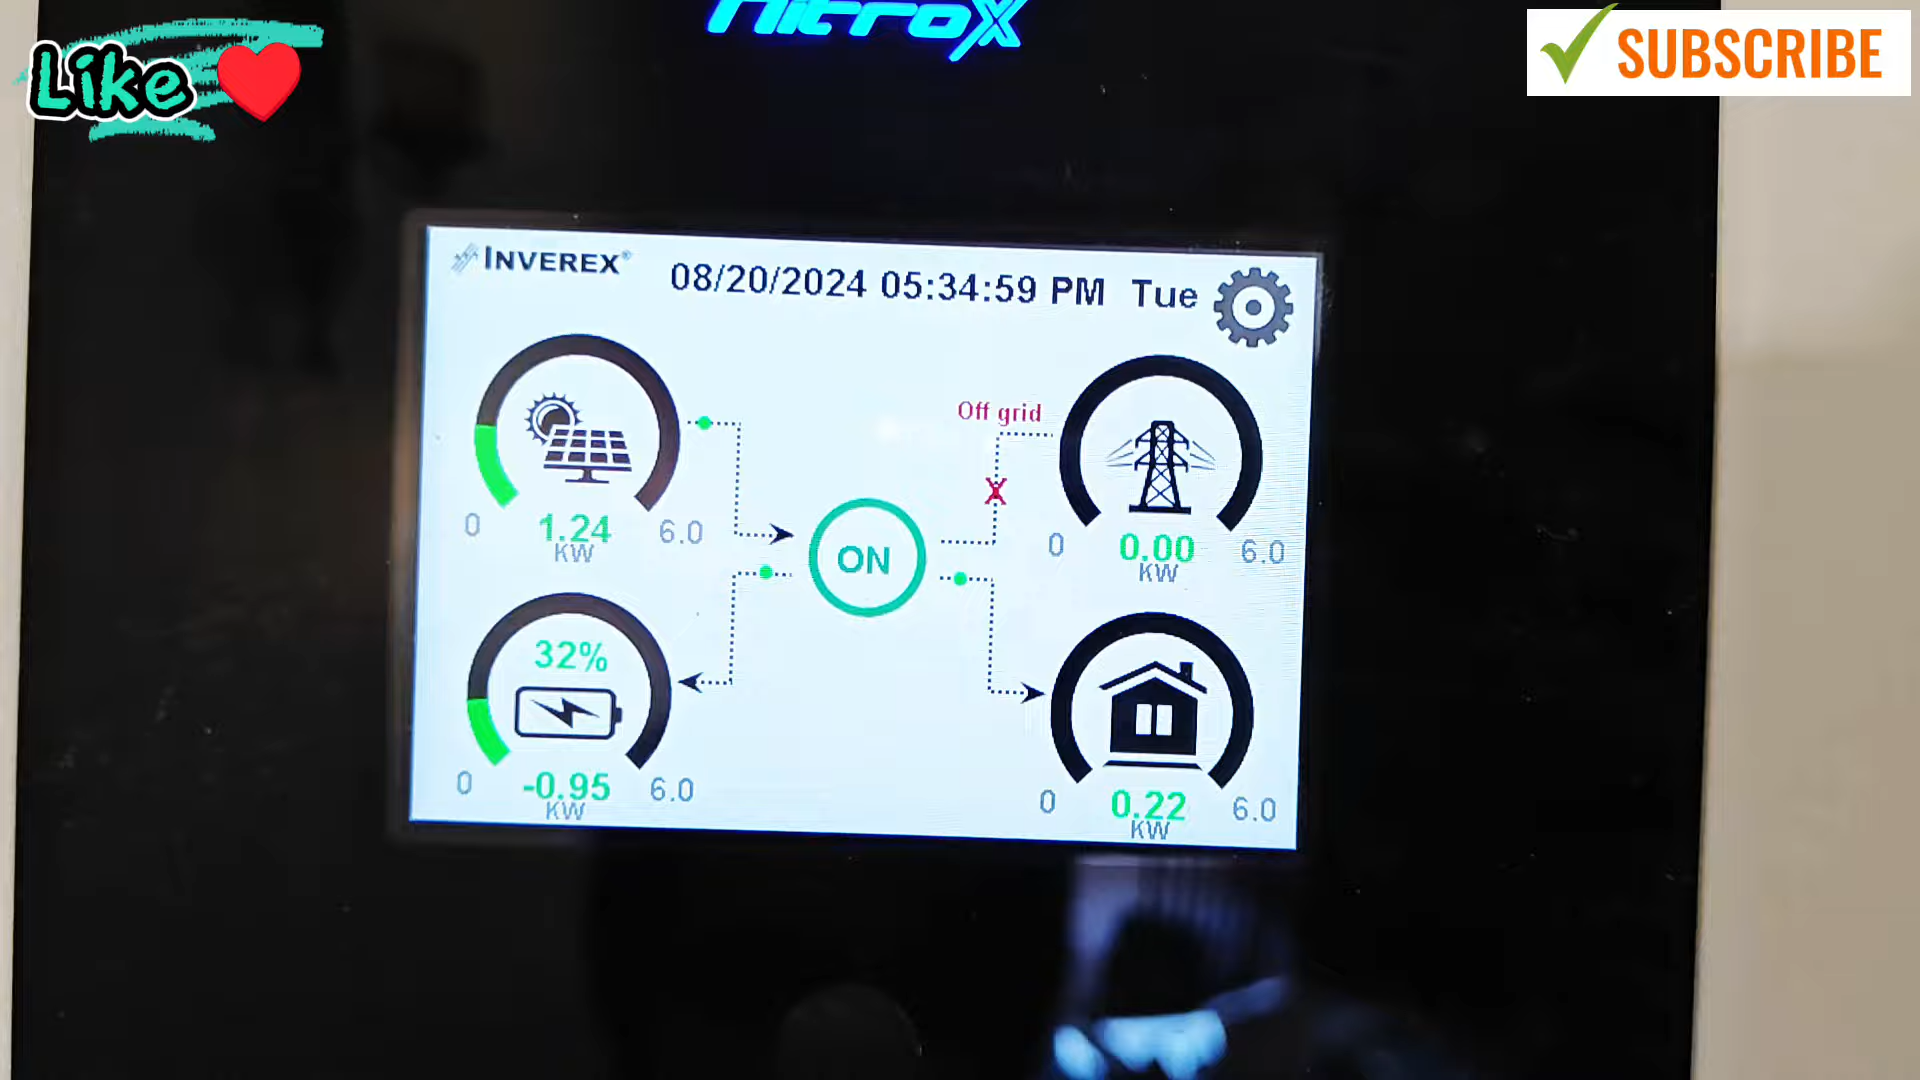 Nitrox
Like
SUBSCRIBE
INVEREX®
08/20/2024 05:34:59 PM Tue
Off grid
0 1.24 6.0
KW
0 0.00 6.0
KW
ON
32%
0 -0.95 6.0
KW
0 0.22 6.0
KW